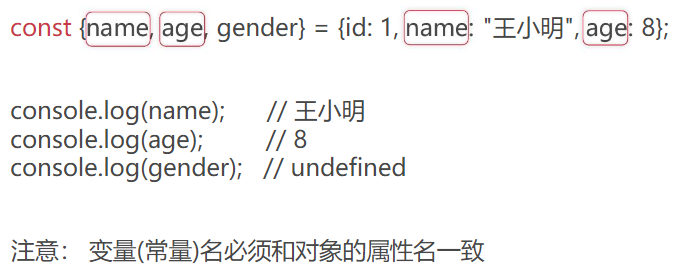 const {name, age, gender} = {id: 1, name: "王小明", age: 8};
console.log(name); // 王小明
console.log(age); // 8
console.log(gender); // undefined
注意： 变量(常量)名必须和对象的属性名一致